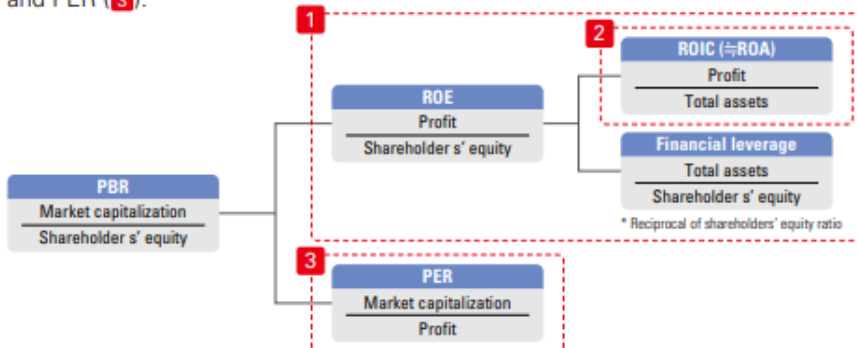 and PER (3).
1
2
ROIC (≒ROA)
Profit
Total assets
ROE
Profit
Shareholder s' equity
Financial leverage
Total assets
Shareholder s' equity
* Reciprocal of shareholders' equity ratio
PBR
Market capitalization
Shareholder s' equity
3
PER
Market capitalization
Profit